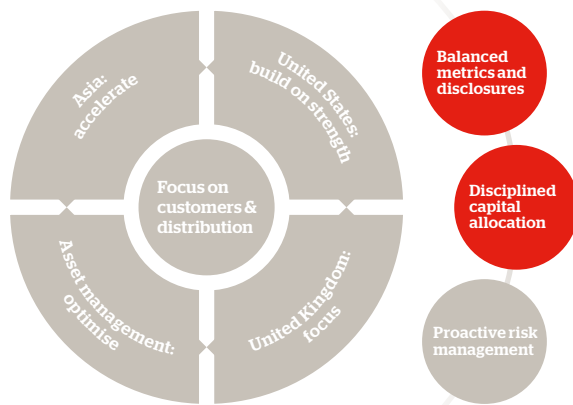 Asia:
accelerate
United States:
build on strength
Focus on
customers &
distribution
Asset management:
optimise
United Kingdom:
focus
Balanced
metrics and
disclosures
Disciplined
capital
allocation
Proactive risk
management